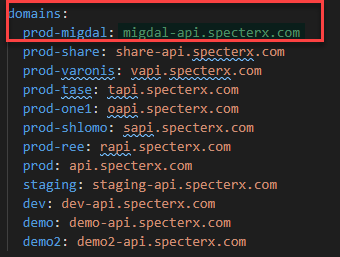 domains:
prod-migdal: migdal-api.specterx.com
prod-share: share-api.specterx.com
prod-varonis: vapi.specterx.com
prod-tase: tapi.specterx.com
prod-one1: oapi.specterx.com
prod-shlomo: sapi.specterx.com
prod-ree: rapi.specterx.com
prod: api.specterx.com
staging: staging-api.specterx.com
dev: dev-api.specterx.com
demo: demo-api.specterx.com
demo2: demo2-api.specterx.com